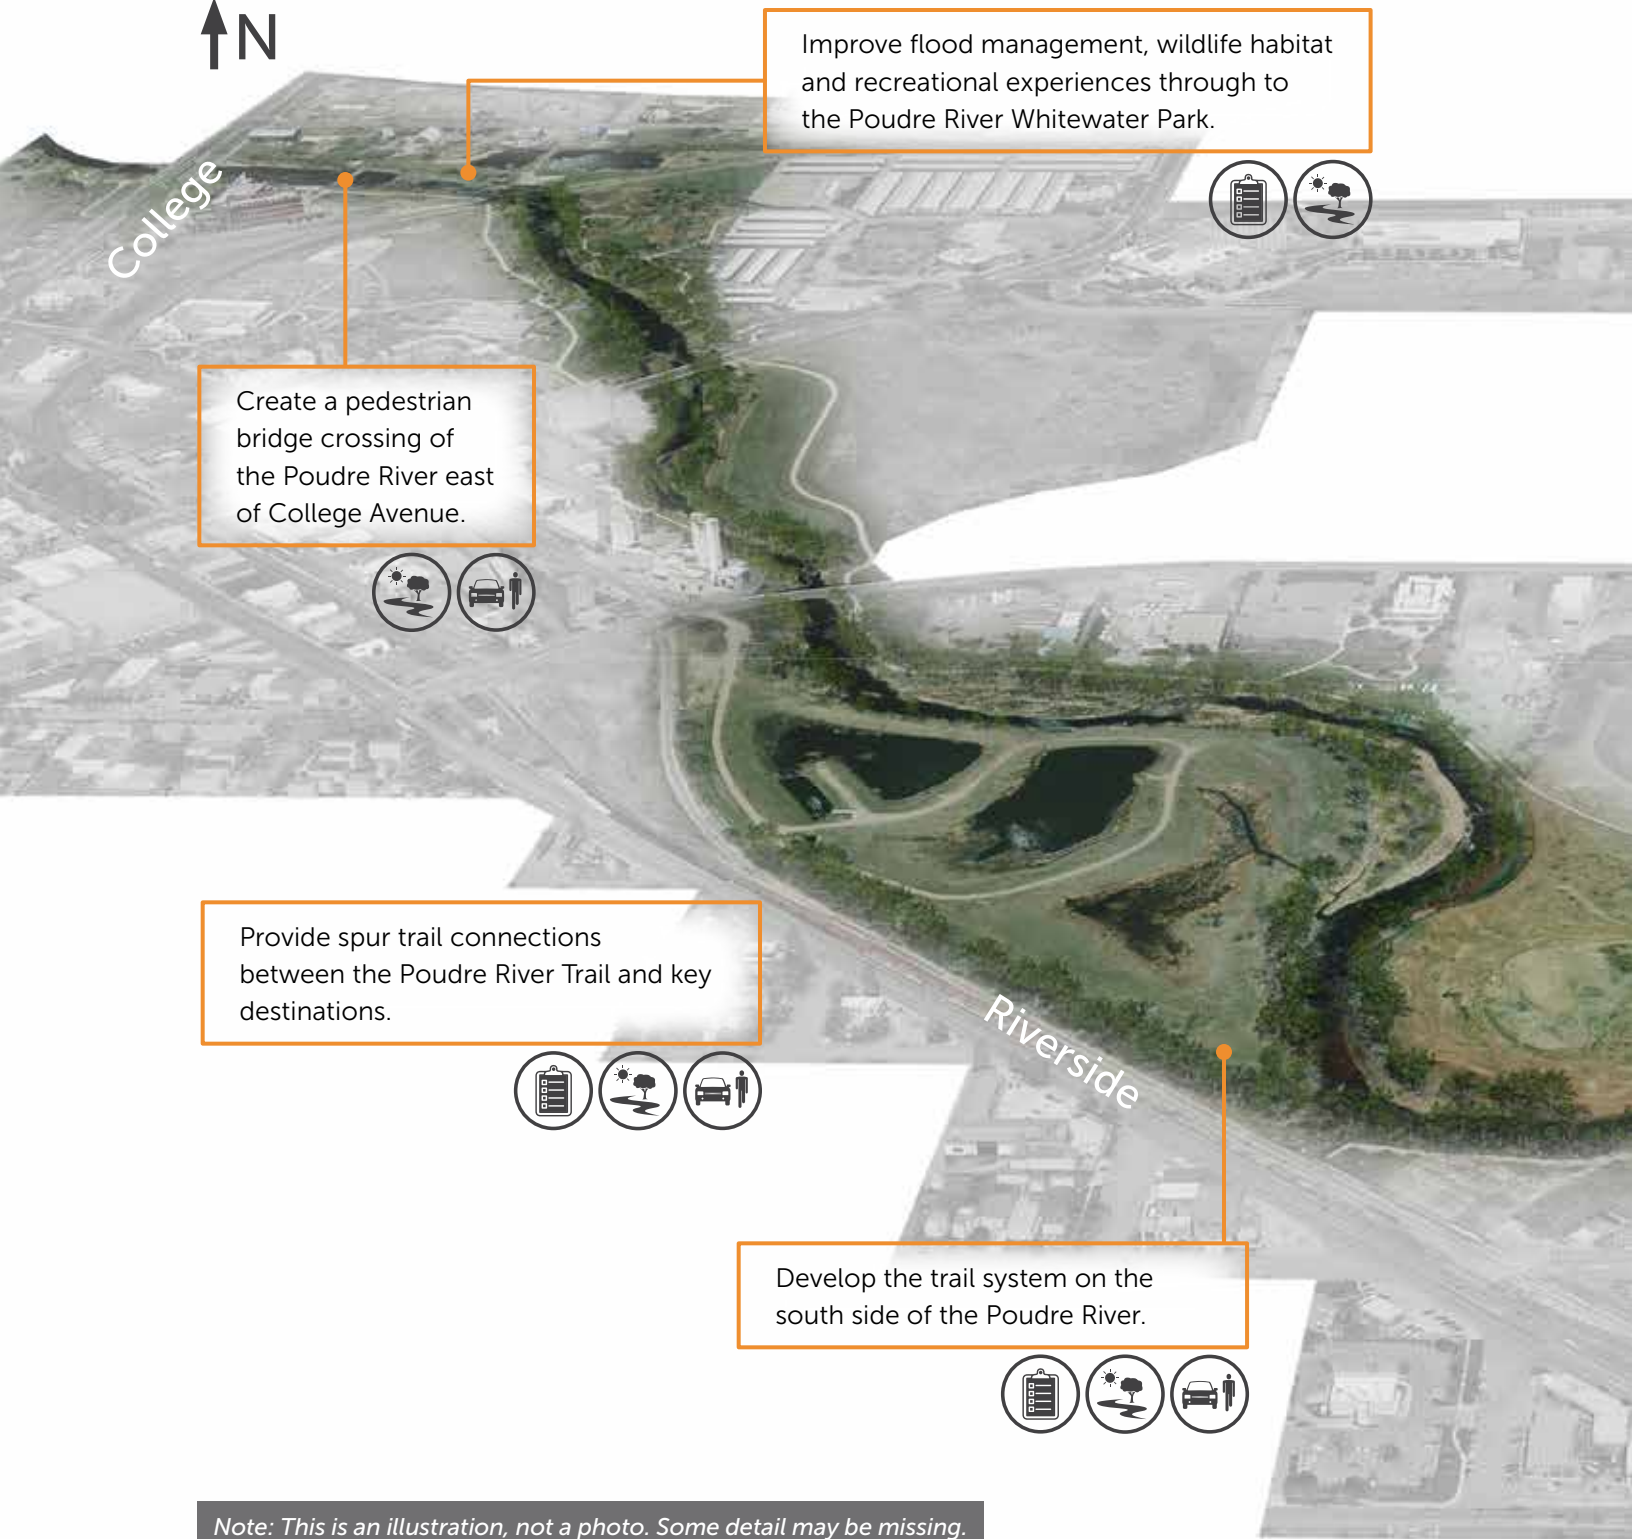 N
Improve flood management, wildlife habitat
and recreational experiences through to
the Poudre River Whitewater Park.
College
Create a pedestrian
bridge crossing of
the Poudre River east
of College Avenue.
Provide spur trail connections
between the Poudre River Trail and key
destinations.
Riverside
Develop the trail system on the
south side of the Poudre River.
Note: This is an illustration, not a photo. Some detail may be missing.